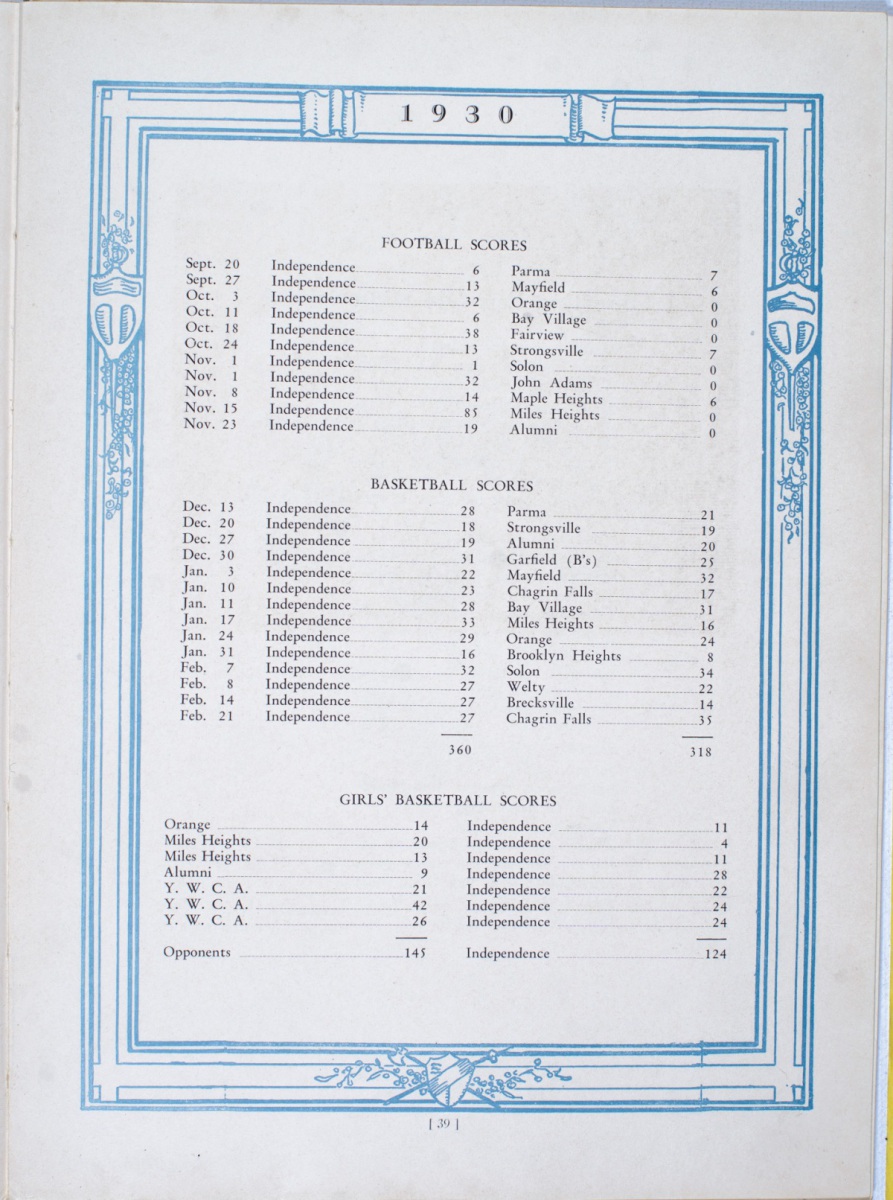 1930
FOOTBALL SCORES
Sept. 20 Independence 6 Parma 7
Sept. 27 Independence 13 Mayfield 6
Oct. 3 Independence 32 Orange 0
Oct. 11 Independence 6 Bay Village 0
Oct. 18 Independence 38 Fairview 0
Oct. 24 Independence 13 Strongsville 7
Nov. 1 Independence 1 Solon 0
Nov. 1 Independence 32 John Adams 0
Nov. 8 Independence 14 Maple Heights 6
Nov. 15 Independence 85 Miles Heights 0
Nov. 23 Independence 19 Alumni 0
BASKETBALL SCORES
Dec. 13 Independence 28 Parma 21
Dec. 20 Independence 18 Strongsville 19
Dec. 27 Independence 19 Alumni 20
Dec. 30 Independence 31 Garfield (B's) 25
Jan. 3 Independence 22 Mayfield 32
Jan. 10 Independence 23 Chagrin Falls 17
Jan. 11 Independence 28 Bay Village 31
Jan. 17 Independence 33 Miles Heights 16
Jan. 24 Independence 29 Orange 24
Jan. 31 Independence 16 Brooklyn Heights 8
Feb. 7 Independence 32 Solon 34
Feb. 8 Independence 27 Welty 22
Feb. 14 Independence 27 Brecksville 14
Feb. 21 Independence 27 Chagrin Falls 35
360 318
GIRLS' BASKETBALL SCORES
Orange 14 Independence 11
Miles Heights 20 Independence 4
Miles Heights 13 Independence 11
Alumni 9 Independence 28
Y. W. C. A. 21 Independence 22
Y. W. C. A. 42 Independence 24
Y. W. C. A. 26 Independence 24
Opponents 145 Independence 124
[ 39 ]